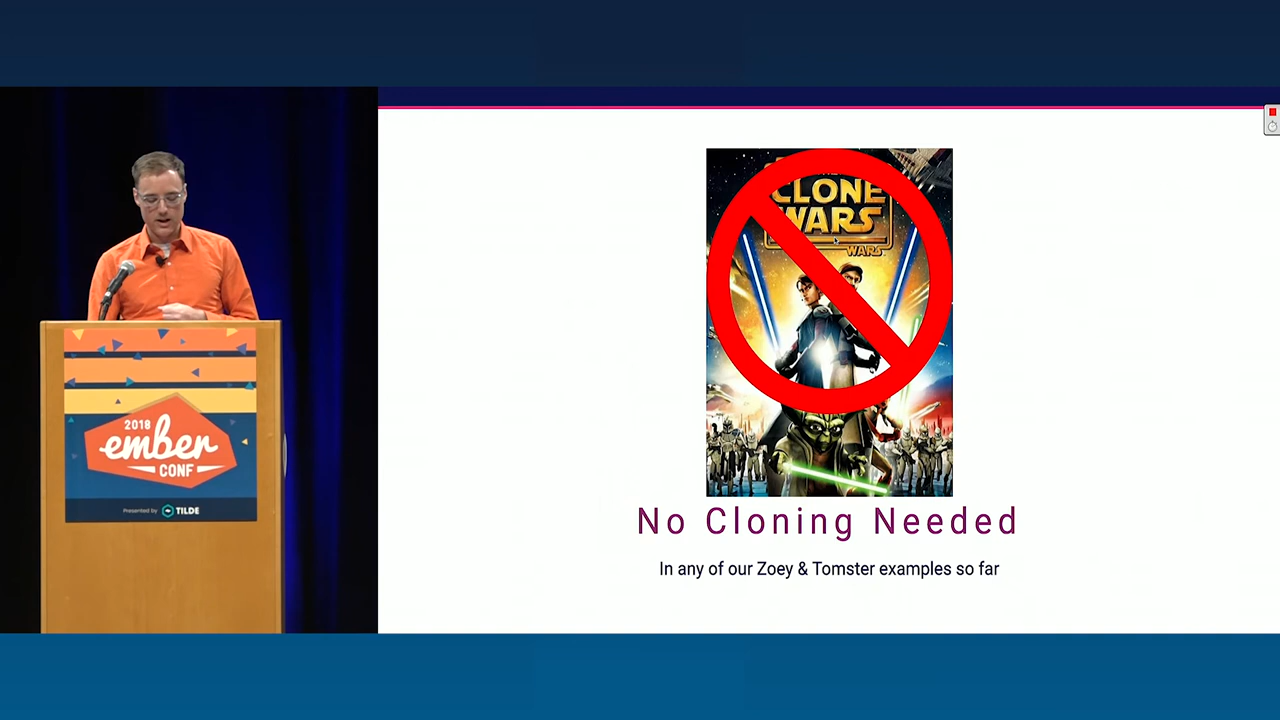 2018
ember
CONF
Presented by TILDE
CLONE
WARS
WARS
No Cloning Needed
In any of our Zoey & Tomster examples so far